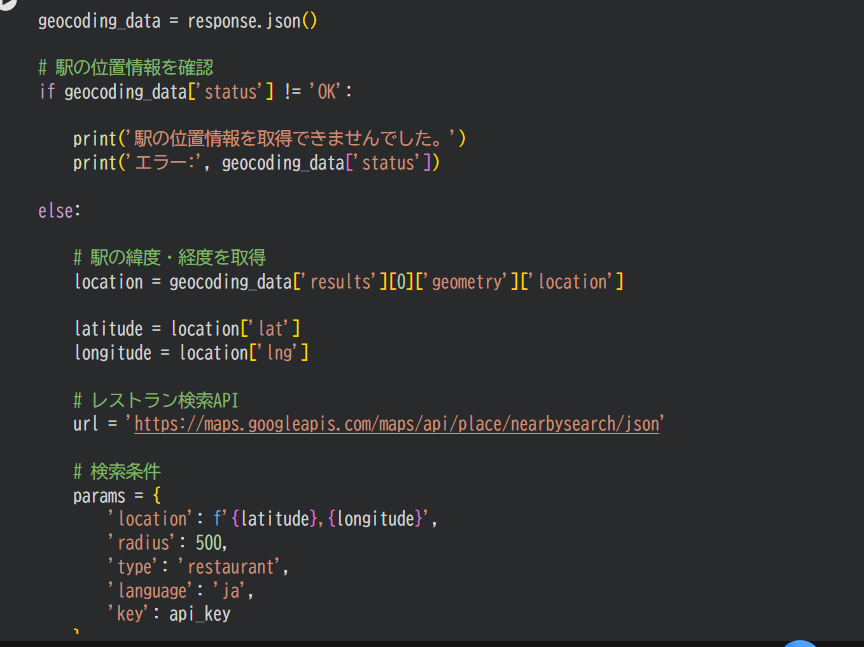 geocoding_data = response.json()
# 駅の位置情報を確認
if geocoding_data['status'] != 'OK':
print('駅の位置情報を取得できませんでした。')
print('エラー:', geocoding_data['status'])
else:
# 駅の緯度・経度を取得
location = geocoding_data['results'][0]['geometry']['location']
latitude = location['lat']
longitude = location['lng']
# レストラン検索API
url = 'https://maps.googleapis.com/maps/api/place/nearbysearch/json'
# 検索条件
params = {
'location': f'{latitude},{longitude}',
'radius': 500,
'type': 'restaurant',
'language': 'ja',
'key': api_key
}